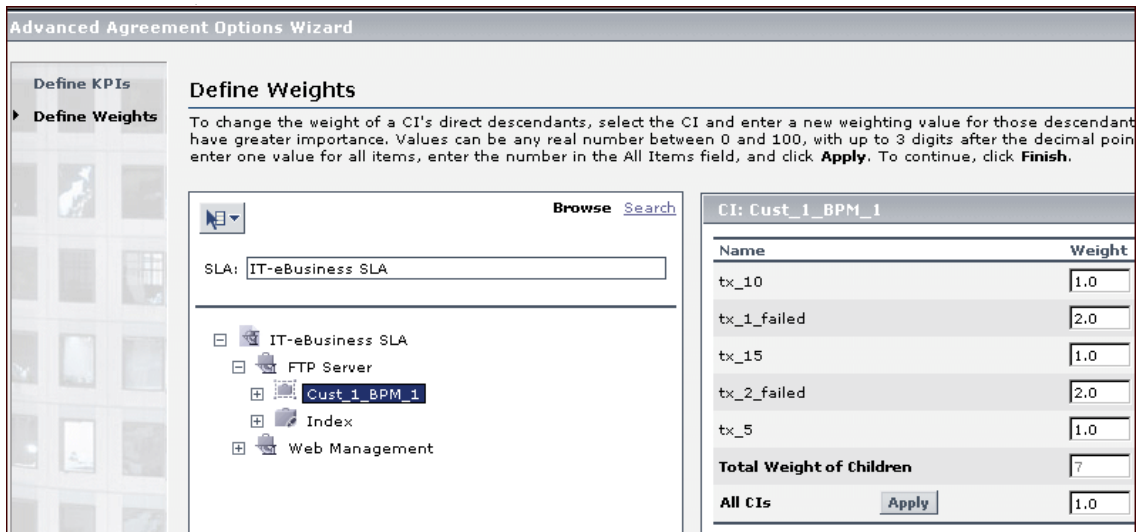 Advanced Agreement Options Wizard
Define KPIs
Define Weights
Define Weights
To change the weight of a CI's direct descendants, select the CI and enter a new weighting value for those descendant
have greater importance. Values can be any real number between 0 and 100, with up to 3 digits after the decimal poin
enter one value for all items, enter the number in the All Items field, and click Apply. To continue, click Finish.
Browse Search
SLA: IT-eBusiness SLA
IT-eBusiness SLA
FTP Server
Cust_1_BPM_1
Index
Web Management
CI: Cust_1_BPM_1
Name Weight
tx_10 1.0
tx_1_failed 2.0
tx_15 1.0
tx_2_failed 2.0
tx_5 1.0
Total Weight of Children 7
All CIs Apply 1.0